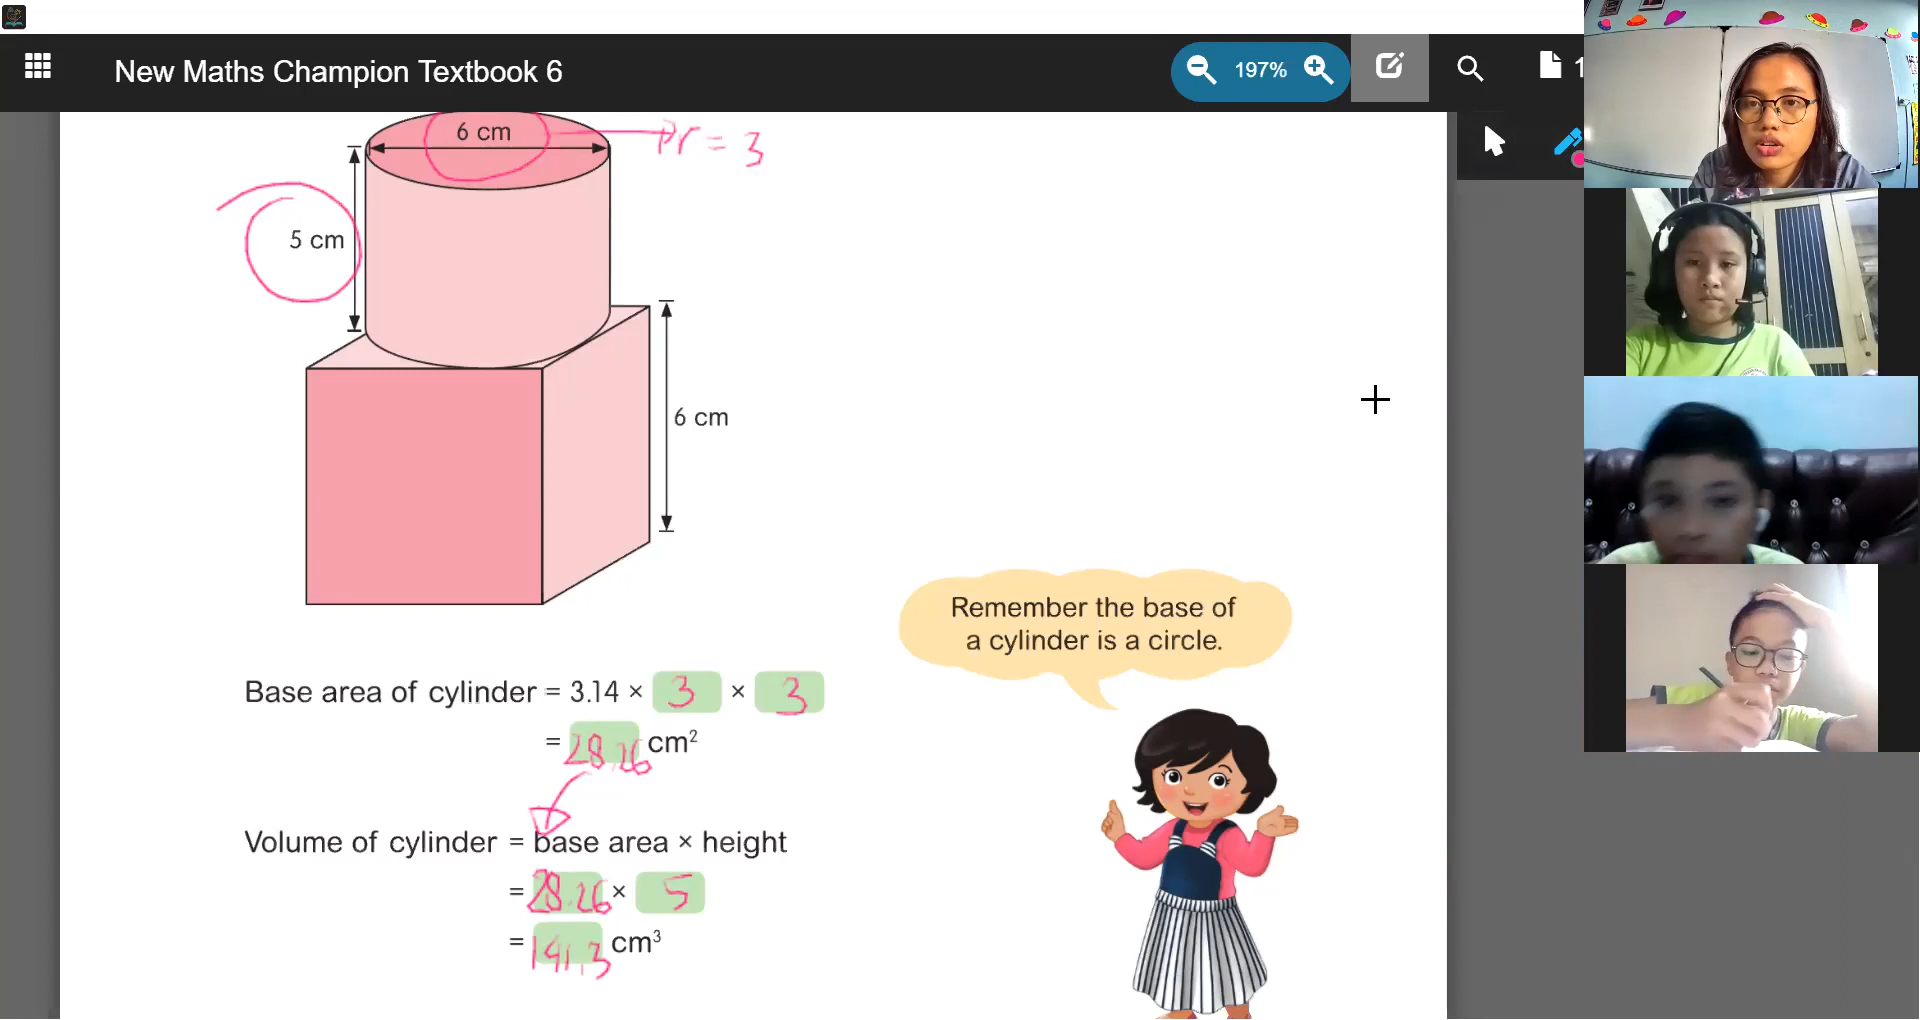 New Maths Champion Textbook 6
197%
1
6 cm
r = 3
5 cm
6 cm
Remember the base of
a cylinder is a circle.
Base area of cylinder = 3.14 × 3 × 3
= 28.26 cm²
Volume of cylinder = base area × height
= 28.26 × 5
= 141.3 cm³